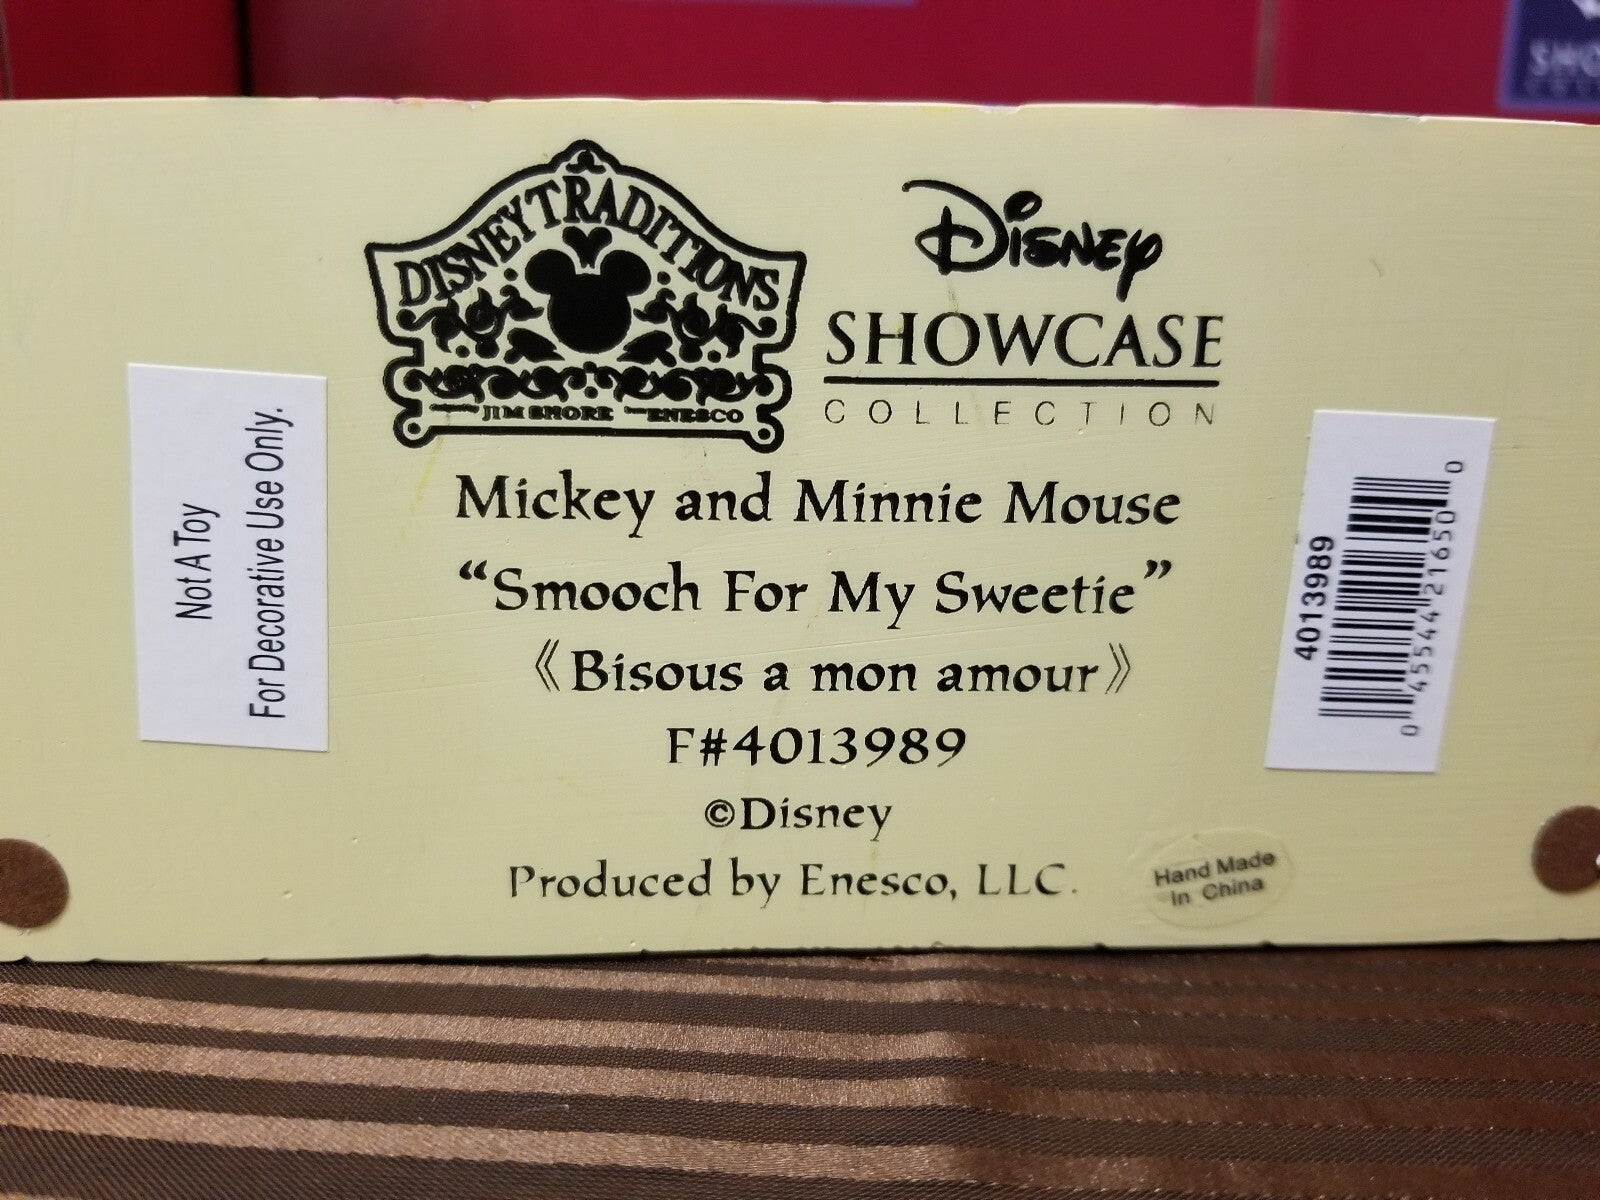 DISNEY TRADITIONS
JIM SHORE ENESCO
DISNEY
SHOWCASE
COLLECTION
Not A Toy
For Decorative Use Only.
Mickey and Minnie Mouse
“Smooch For My Sweetie”
《Bisous a mon amour》
F#4013989
©Disney
Produced by Enesco, LLC.
Hand Made
In China
4013989
0 45544 21650 0
SHO